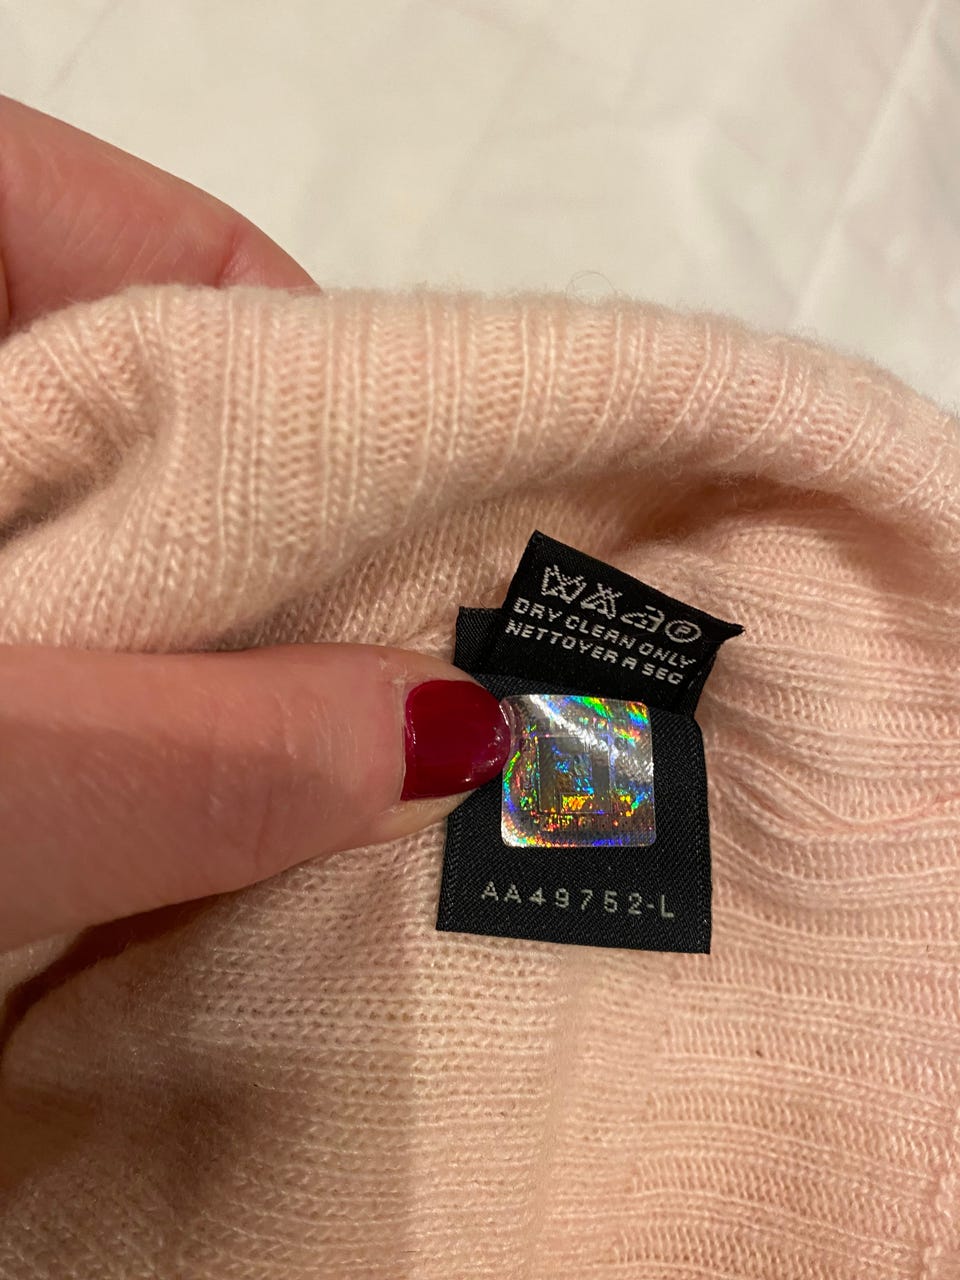 DRY CLEAN ONLY
NETTOYER A SEC
AA49752-L